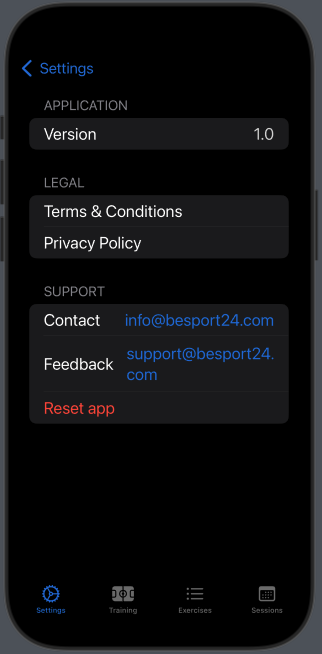 Settings
APPLICATION
Version 1.0
LEGAL
Terms & Conditions
Privacy Policy
SUPPORT
Contact info@besport24.com
Feedback support@besport24.
com
Reset app
Settings Training Exercises Sessions